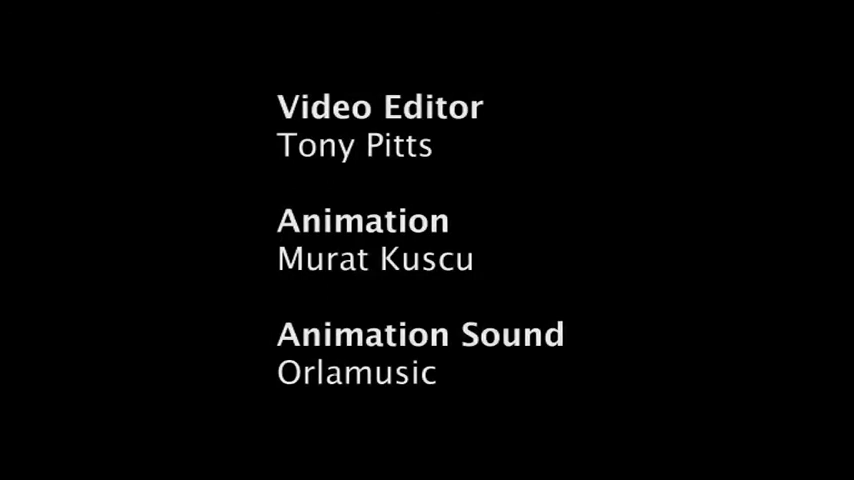 Video Editor
Tony Pitts
Animation
Murat Kuscu
Animation Sound
Orlamusic